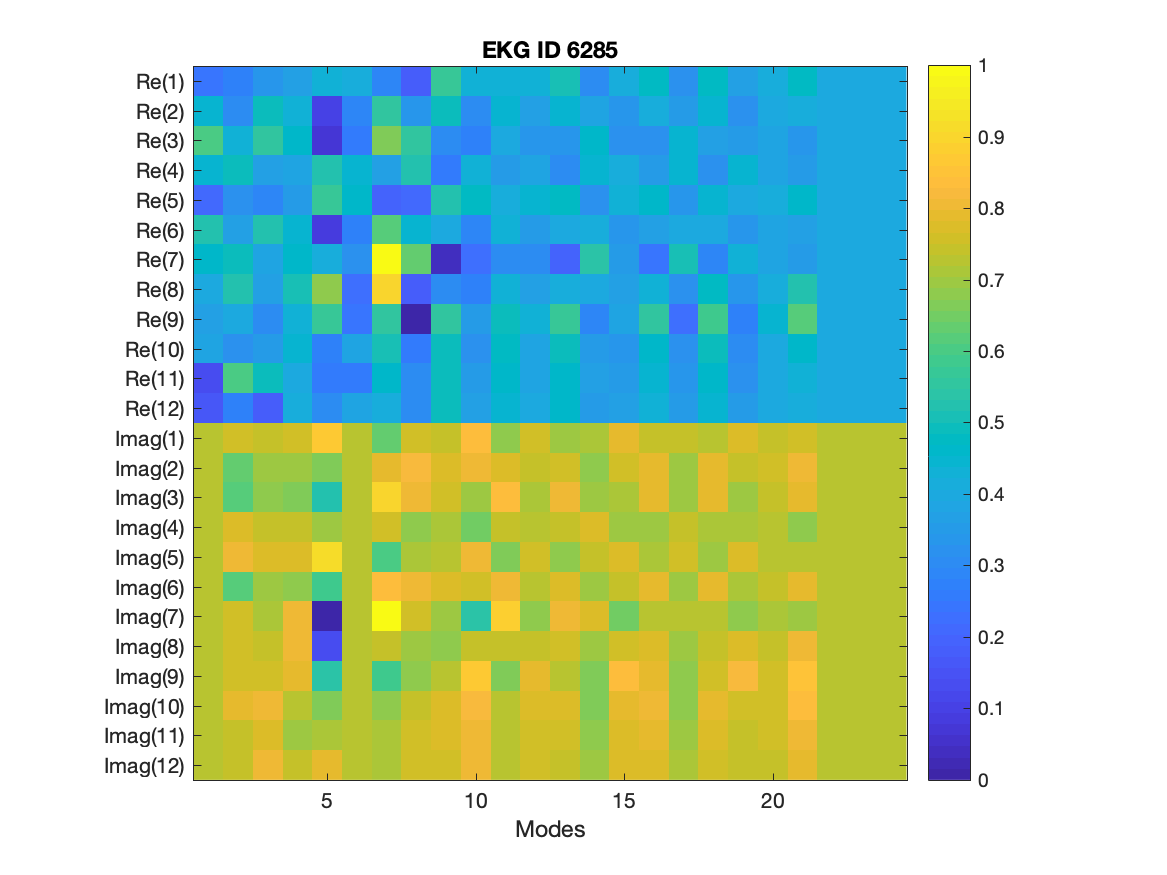 EKG ID 6285
Re(1)
Re(2)
Re(3)
Re(4)
Re(5)
Re(6)
Re(7)
Re(8)
Re(9)
Re(10)
Re(11)
Re(12)
Imag(1)
Imag(2)
Imag(3)
Imag(4)
Imag(5)
Imag(6)
Imag(7)
Imag(8)
Imag(9)
Imag(10)
Imag(11)
Imag(12)
5 10 15 20
Modes
1
0.9
0.8
0.7
0.6
0.5
0.4
0.3
0.2
0.1
0